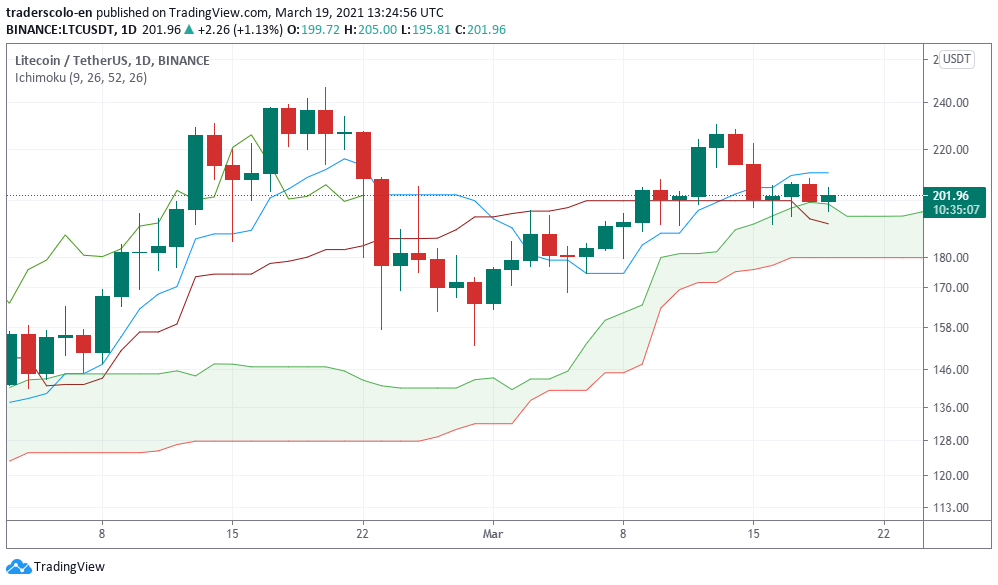 traderscolo-en published on TradingView.com, March 19, 2021 13:24:56 UTC
BINANCE:LTCUSDT, 1D 201.96 ▲ +2.26 (+1.13%) O: 199.72 H: 205.00 L: 195.81 C: 201.96
Litecoin / TetherUS, 1D, BINANCE
Ichimoku (9, 26, 52, 26)
USDT
240.00
220.00
201.96
10:35:07
180.00
170.00
158.00
146.00
136.00
128.00
120.00
113.00
8 15 22 Mar 8 15 22
TradingView